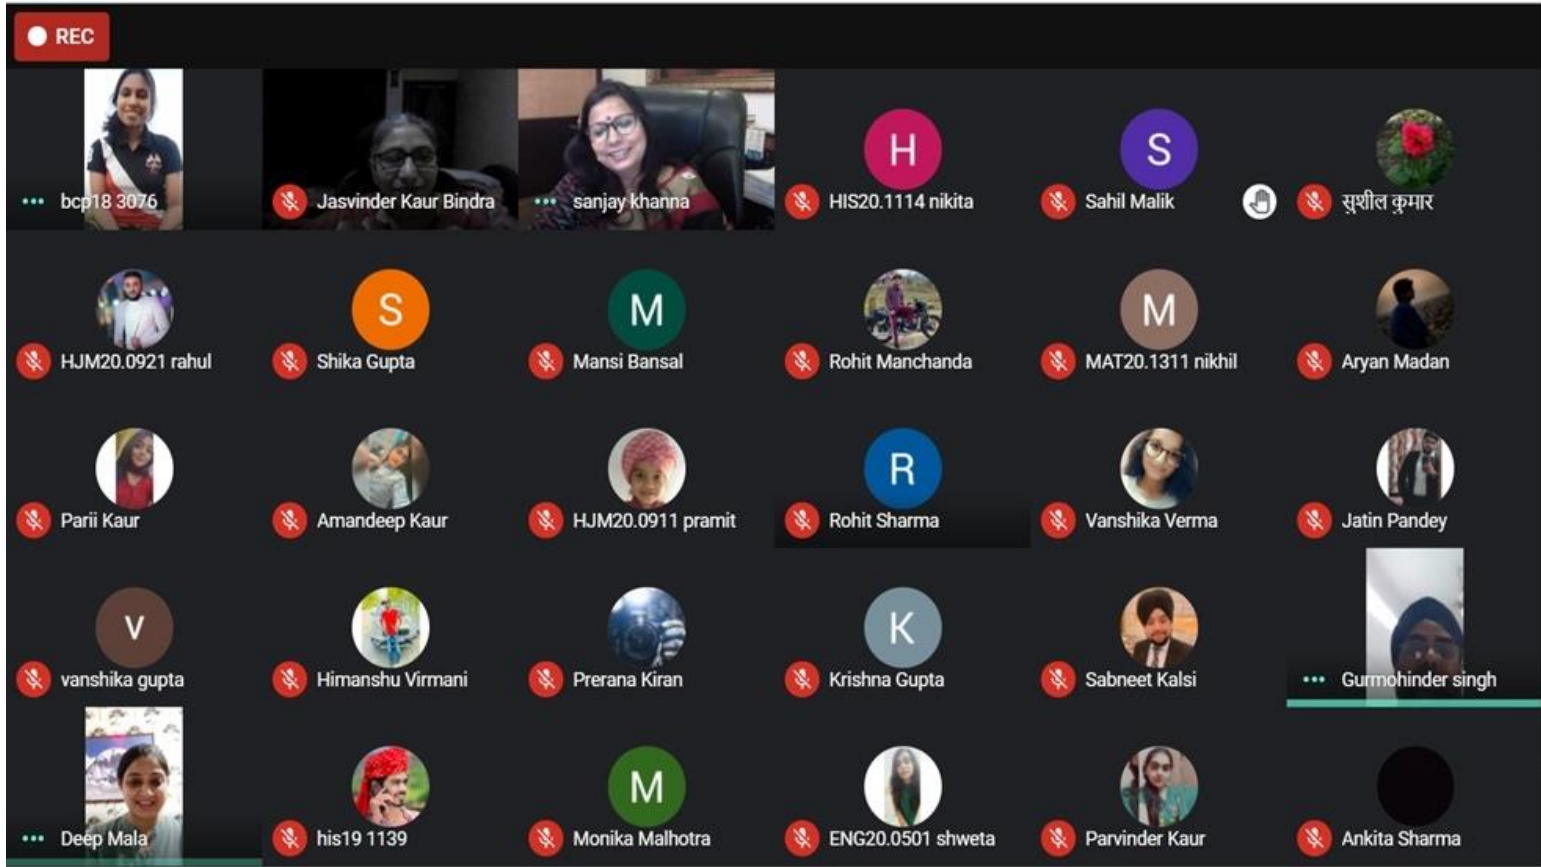 REC
bcp18 3076
Jasvinder Kaur Bindra
sanjay khanna
H
HIS20.1114 nikita
S
Sahil Malik
सुशील कुमार
HJM20.0921 rahul
S
Shika Gupta
M
Mansi Bansal
Rohit Manchanda
M
MAT20.1311 nikhil
Aryan Madan
Parii Kaur
Amandeep Kaur
HJM20.0911 pramit
R
Rohit Sharma
Vanshika Verma
Jatin Pandey
V
vanshika gupta
Himanshu Virmani
Prerana Kiran
K
Krishna Gupta
Sabneet Kalsi
Gurmohinder singh
Deep Mala
his19 1139
M
Monika Malhotra
ENG20.0501 shweta
Parvinder Kaur
Ankita Sharma